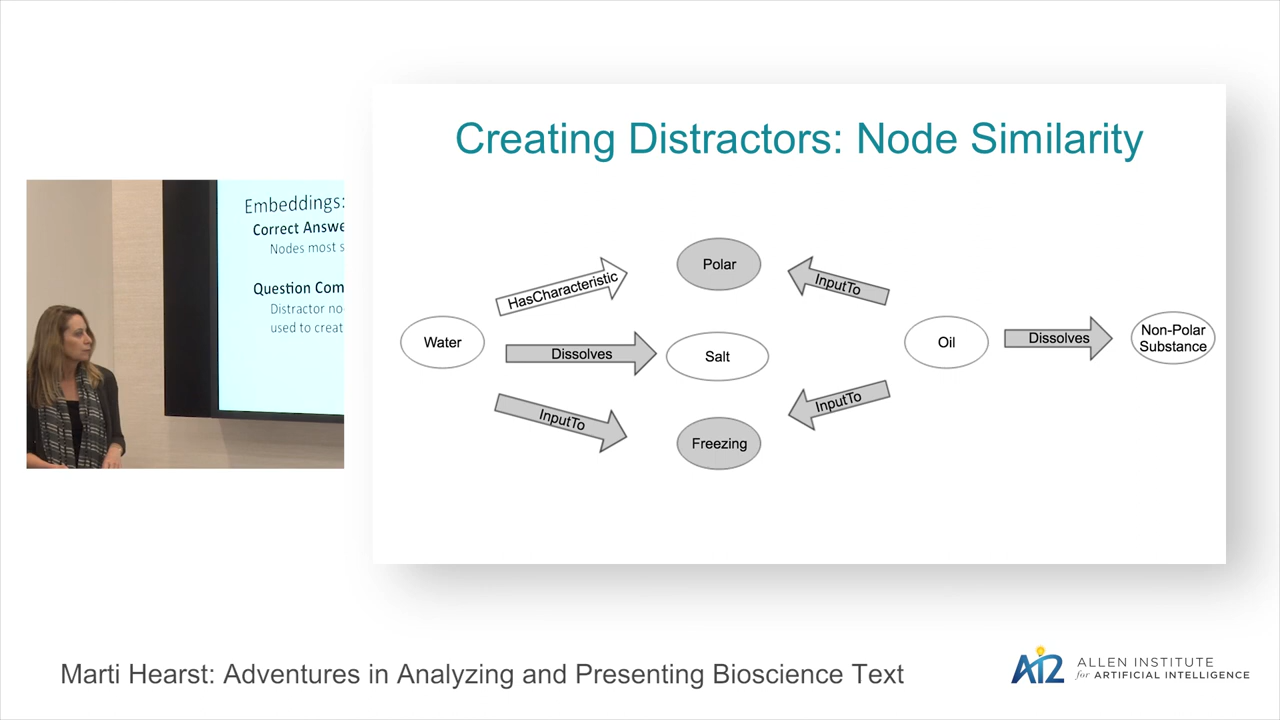 Creating Distractors: Node Similarity
Embeddings:
Correct Answe
Nodes most s
Question Com
Distractor no
used to creat
Polar
HasCharacteristic
InputTo
Water
Dissolves
Salt
Oil
Dissolves
Non-Polar
Substance
InputTo
InputTo
Freezing
Marti Hearst: Adventures in Analyzing and Presenting Bioscience Text
AI2
ALLEN INSTITUTE
for ARTIFICIAL INTELLIGENCE